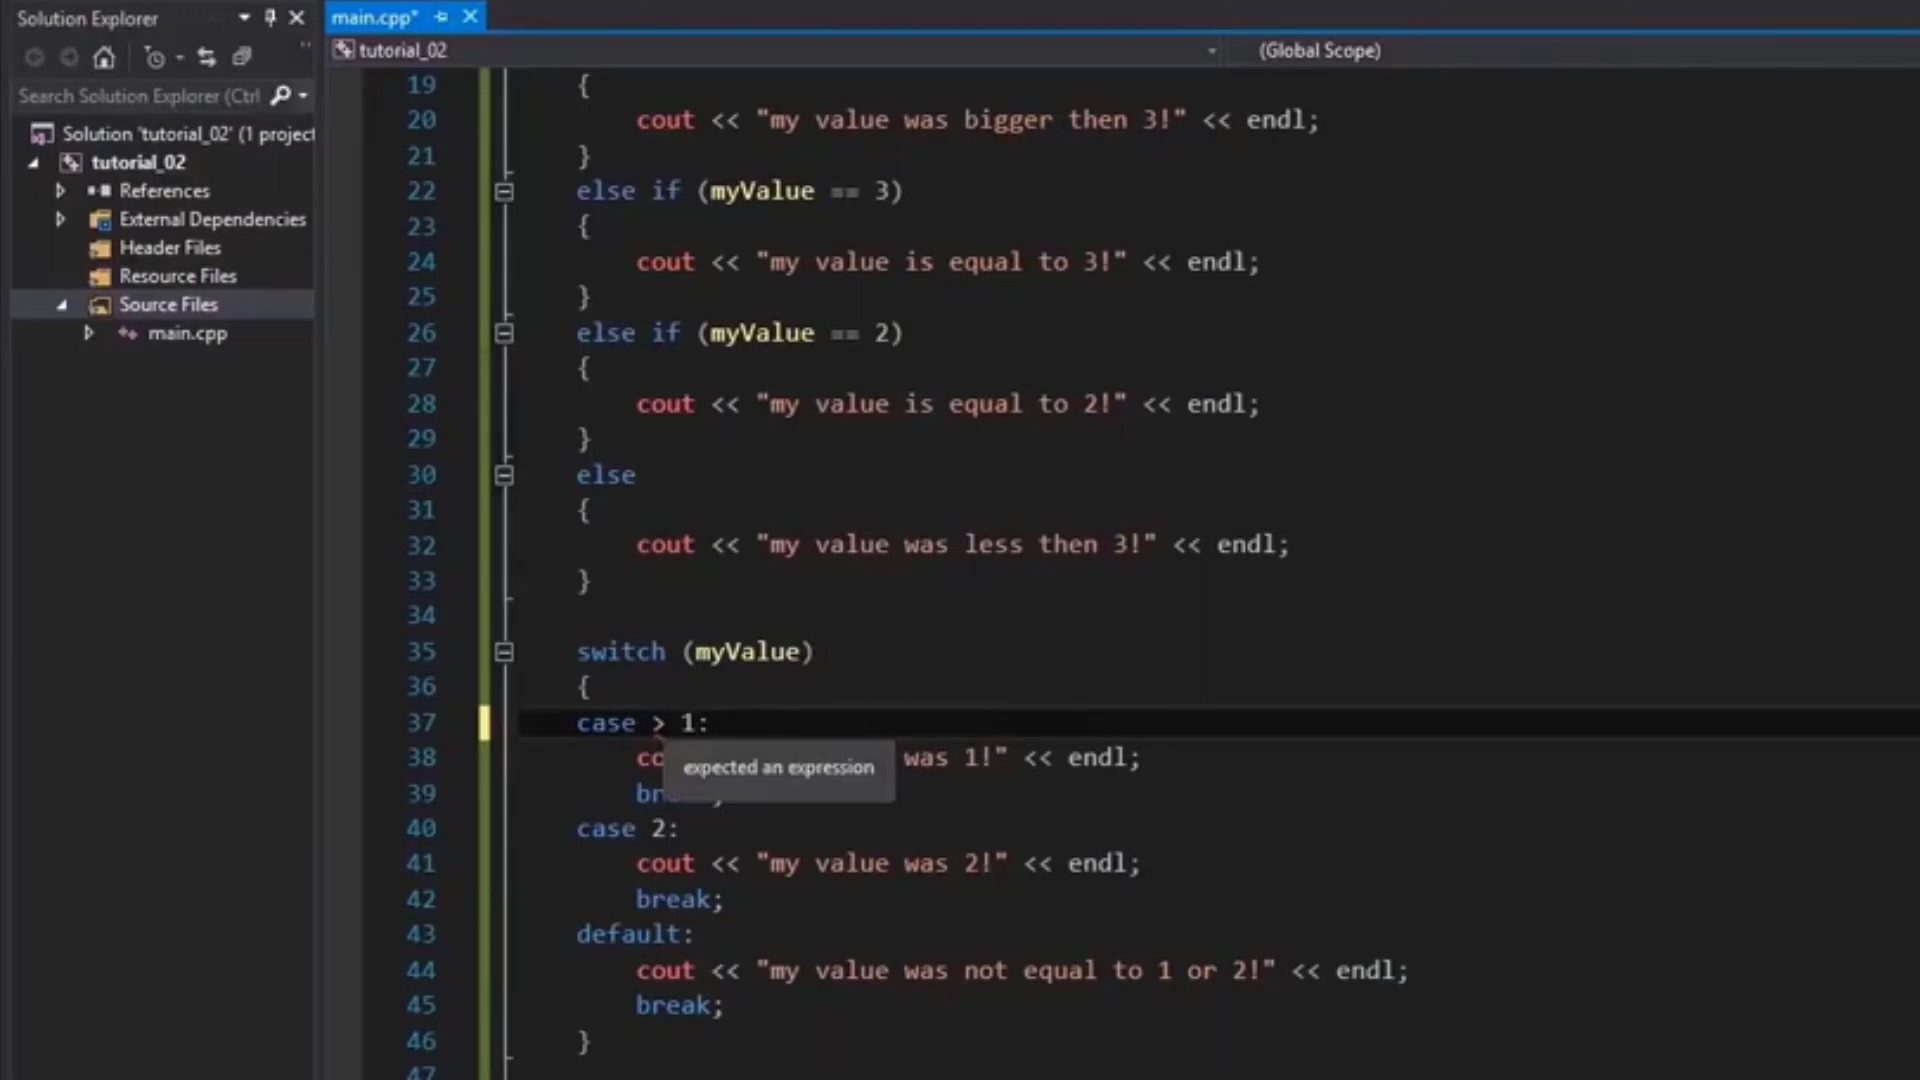 Solution Explorer
main.cpp*
tutorial_02
(Global Scope)
Search Solution Explorer (Ctrl
Solution 'tutorial_02' (1 project
tutorial_02
References
External Dependencies
Header Files
Resource Files
Source Files
main.cpp
19 {
20 cout << "my value was bigger then 3!" << endl;
21 }
22 else if (myValue == 3)
23 {
24 cout << "my value is equal to 3!" << endl;
25 }
26 else if (myValue == 2)
27 {
28 cout << "my value is equal to 2!" << endl;
29 }
30 else
31 {
32 cout << "my value was less then 3!" << endl;
33 }
34
35 switch (myValue)
36 {
37 case > 1:
38 co was 1!" << endl;
expected an expression
39 br ;
40 case 2:
41 cout << "my value was 2!" << endl;
42 break;
43 default:
44 cout << "my value was not equal to 1 or 2!" << endl;
45 break;
46 }
47